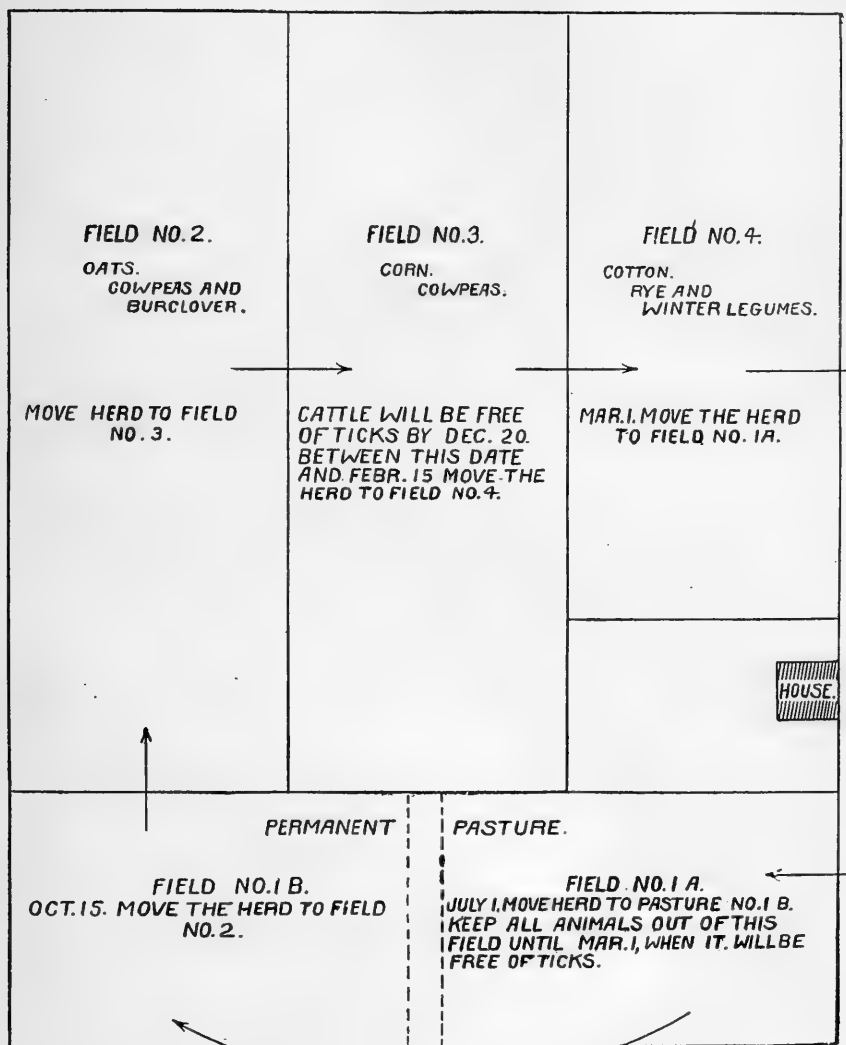 FIELD NO. 2.
OATS.
COWPEAS AND
BURCLOVER.
MOVE HERD TO FIELD
NO. 3.
FIELD NO. 3.
CORN.
COWPEAS.
CATTLE WILL BE FREE
OF TICKS BY DEC. 20.
BETWEEN THIS DATE
AND FEBR. 15 MOVE THE
HERD TO FIELD NO. 4.
FIELD NO. 4.
COTTON.
RYE AND
WINTER LEGUMES.
MAR. 1. MOVE THE HERD
TO FIELD NO. 1A.
HOUSE.
PERMANENT PASTURE.
FIELD NO. 1 B.
OCT. 15. MOVE THE HERD TO FIELD
NO. 2.
FIELD NO. 1 A.
JULY 1. MOVE HERD TO PASTURE NO. 1 B.
KEEP ALL ANIMALS OUT OF THIS
FIELD UNTIL MAR. 1, WHEN IT WILL BE
FREE OF TICKS.